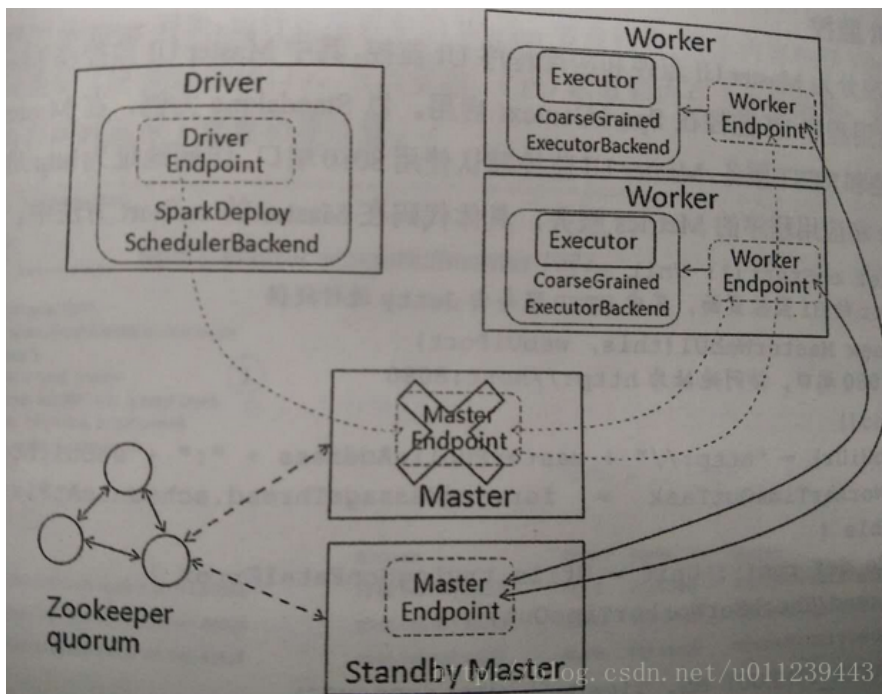 Driver
Driver
Endpoint
SparkDeploy
SchedulerBackend
Worker
Executor
CoarseGrained
ExecutorBackend
Worker
Endpoint
Worker
Executor
CoarseGrained
ExecutorBackend
Worker
Endpoint
Master
Endpoint
Master
Zookeeper
quorum
Master
Endpoint
Standby Master
http://blog.csdn.net/u011239443